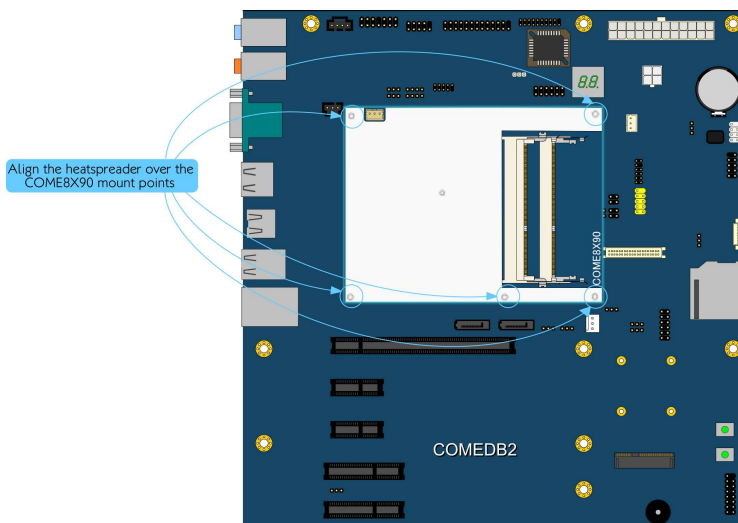 8.8.
Align the heatspreader over the
COME8X90 mount points
COME8X90
COMEDB2